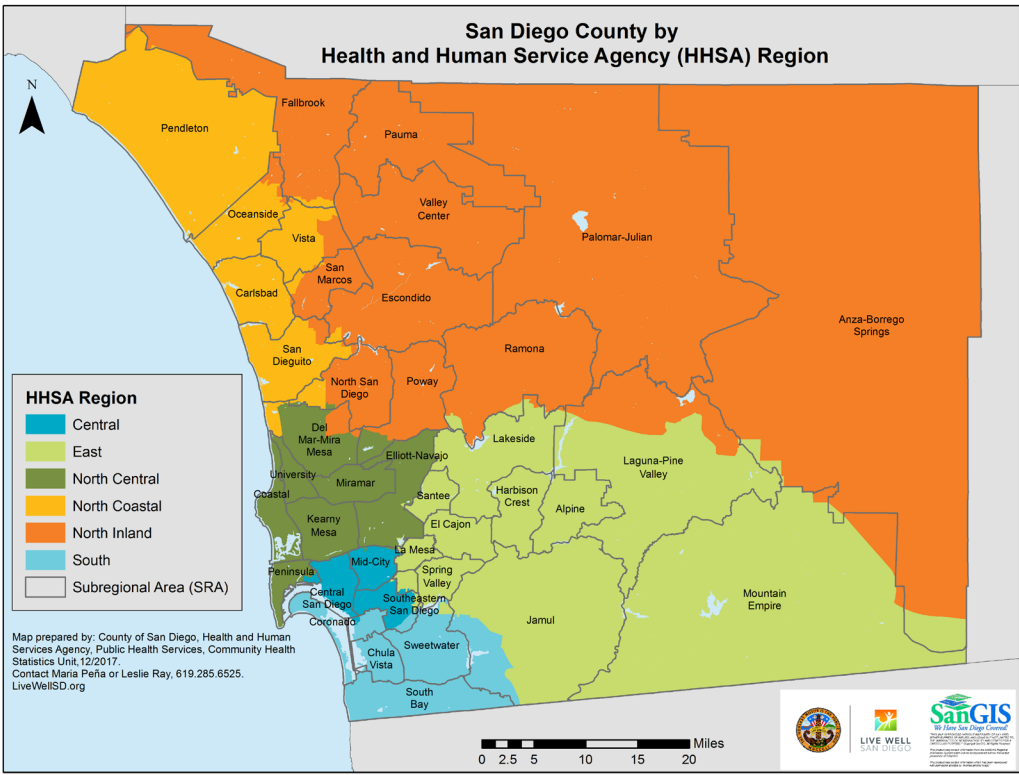 San Diego County by
Health and Human Service Agency (HHSA) Region
N
Pendleton
Fallbrook
Pauma
Valley
Center
Oceanside
Vista
Palomar-Julian
San
Marcos
Carlsbad
Escondido
Anza-Borrego
Springs
San
Dieguito
Ramona
North San
Diego
Poway
Del
Mar-Mira
Mesa
Elliott-Navajo
Lakeside
Laguna-Pine
Valley
University
Miramar
Coastal
Santee
Harbison
Crest
Alpine
Kearny
Mesa
El Cajon
La Mesa
Mid-City
Peninsula
Spring
Valley
Central
San Diego
Southeastern
San Diego
Mountain
Empire
Coronado
Jamul
Sweetwater
Chula
Vista
South
Bay
HHSA Region
Central
East
North Central
North Coastal
North Inland
South
Subregional Area (SRA)
Map prepared by: County of San Diego, Health and Human
Services Agency, Public Health Services, Community Health
Statistics Unit,12/2017.
Contact Maria Peña or Leslie Ray, 619.285.6525.
LiveWellSD.org
Miles
0 2.5 5 10 15 20
LIVE WELL
SAN DIEGO
SanGIS
We Have San Diego Covered!